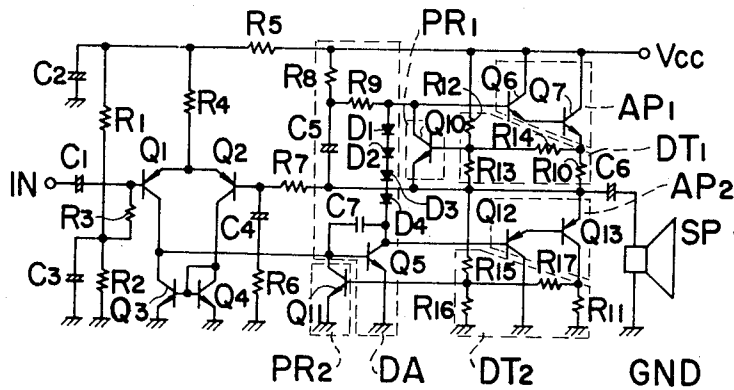 PR1
R5
Vcc
C2
R8
R9
R12
Q6
Q7
AP1
R1
R4
D1
Q10
R14
DT1
C1
Q1
Q2
C5
D2
R13
R10
C6
IN
R7
AP2
R3
C4
C7
D3
D4
Q12
Q13
SP
C3
R2
Q3
Q4
R6
Q5
R15
R17
Q11
R16
R11
PR2
DA
DT2
GND